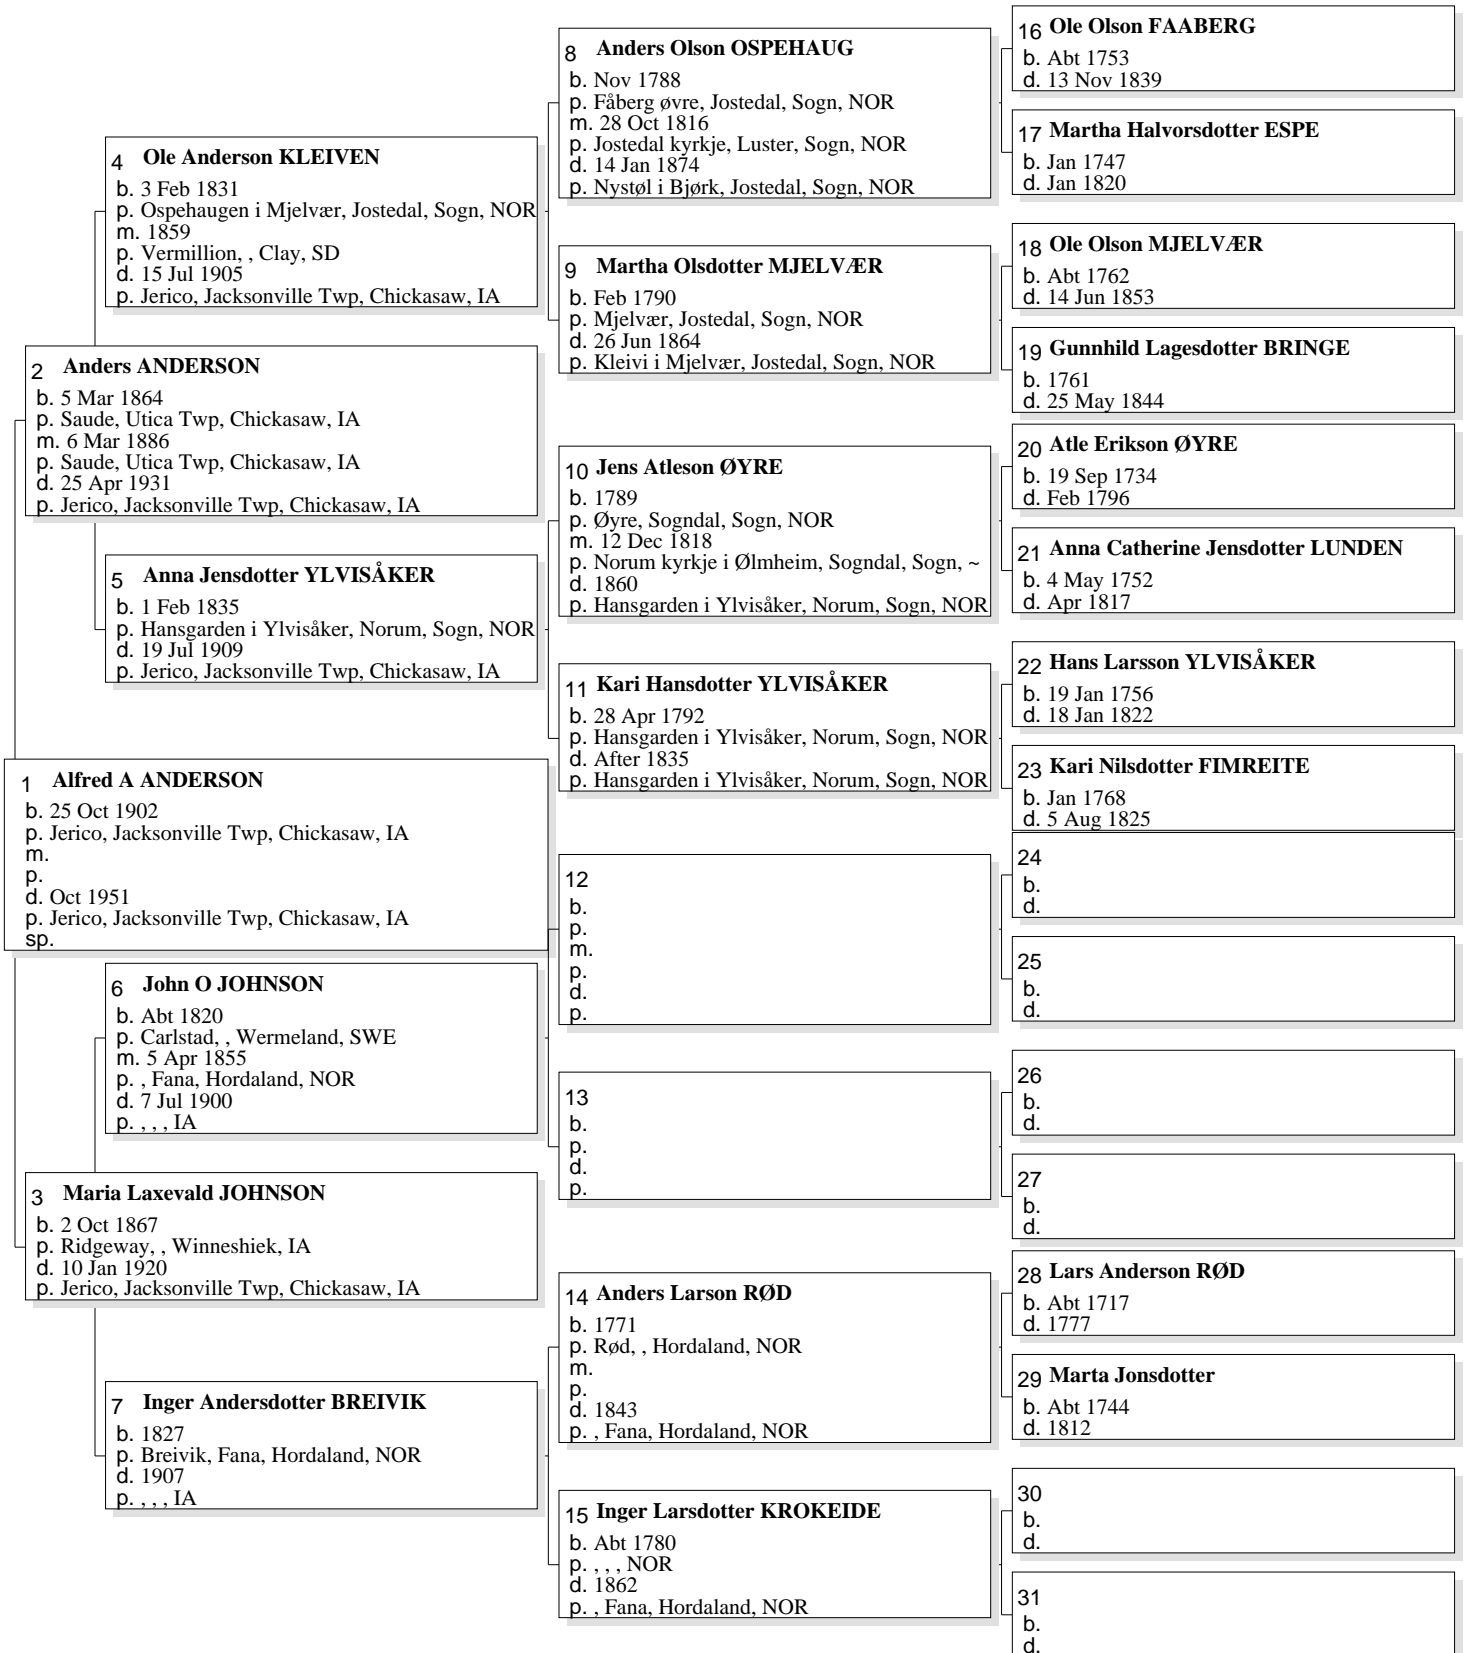 1 Alfred A ANDERSON
b. 25 Oct 1902
p. Jerico, Jacksonville Twp, Chickasaw, IA
m.
p.
d. Oct 1951
p. Jerico, Jacksonville Twp, Chickasaw, IA
sp.
2 Anders ANDERSON
b. 5 Mar 1864
p. Saude, Utica Twp, Chickasaw, IA
m. 6 Mar 1886
p. Saude, Utica Twp, Chickasaw, IA
d. 25 Apr 1931
p. Jerico, Jacksonville Twp, Chickasaw, IA
3 Maria Laxevald JOHNSON
b. 2 Oct 1867
p. Ridgeway, , Winneshiek, IA
d. 10 Jan 1920
p. Jerico, Jacksonville Twp, Chickasaw, IA
4 Ole Anderson KLEIVEN
b. 3 Feb 1831
p. Ospehaugen i Mjelvær, Jostedal, Sogn, NOR
m. 1859
p. Vermillion, , Clay, SD
d. 15 Jul 1905
p. Jerico, Jacksonville Twp, Chickasaw, IA
5 Anna Jensdotter YLVISÅKER
b. 1 Feb 1835
p. Hansgarden i Ylvisåker, Norum, Sogn, NOR
d. 19 Jul 1909
p. Jerico, Jacksonville Twp, Chickasaw, IA
6 John O JOHNSON
b. Abt 1820
p. Carlstad, , Wermeland, SWE
m. 5 Apr 1855
p. , Fana, Hordaland, NOR
d. 7 Jul 1900
p. , , , IA
7 Inger Andersdotter BREIVIK
b. 1827
p. Breivik, Fana, Hordaland, NOR
d. 1907
p. , , , IA
8 Anders Olson OSPEHAUG
b. Nov 1788
p. Fåberg øvre, Jostedal, Sogn, NOR
m. 28 Oct 1816
p. Jostedal kyrkje, Luster, Sogn, NOR
d. 14 Jan 1874
p. Nystøl i Bjørk, Jostedal, Sogn, NOR
9 Martha Olsdotter MJELVÆR
b. Feb 1790
p. Mjelvær, Jostedal, Sogn, NOR
d. 26 Jun 1864
p. Kleivi i Mjelvær, Jostedal, Sogn, NOR
10 Jens Atleson ØYRE
b. 1789
p. Øyre, Sogndal, Sogn, NOR
m. 12 Dec 1818
p. Norum kyrkje i Ølmheim, Sogndal, Sogn, ~
d. 1860
p. Hansgarden i Ylvisåker, Norum, Sogn, NOR
11 Kari Hansdotter YLVISÅKER
b. 28 Apr 1792
p. Hansgarden i Ylvisåker, Norum, Sogn, NOR
d. After 1835
p. Hansgarden i Ylvisåker, Norum, Sogn, NOR
12
b.
p.
m.
p.
d.
p.
13
b.
p.
d.
p.
14 Anders Larson RØD
b. 1771
p. Rød, , Hordaland, NOR
m.
p.
d. 1843
p. , Fana, Hordaland, NOR
15 Inger Larsdotter KROKEIDE
b. Abt 1780
p. , , , NOR
d. 1862
p. , Fana, Hordaland, NOR
16 Ole Olson FAABERG
b. Abt 1753
d. 13 Nov 1839
17 Martha Halvorsdotter ESPE
b. Jan 1747
d. Jan 1820
18 Ole Olson MJELVÆR
b. Abt 1762
d. 14 Jun 1853
19 Gunnhild Lagesdotter BRINGE
b. 1761
d. 25 May 1844
20 Atle Erikson ØYRE
b. 19 Sep 1734
d. Feb 1796
21 Anna Catherine Jensdotter LUNDEN
b. 4 May 1752
d. Apr 1817
22 Hans Larsson YLVISÅKER
b. 19 Jan 1756
d. 18 Jan 1822
23 Kari Nilsdotter FIMREITE
b. Jan 1768
d. 5 Aug 1825
24
b.
d.
25
b.
d.
26
b.
d.
27
b.
d.
28 Lars Anderson RØD
b. Abt 1717
d. 1777
29 Marta Jonsdotter
b. Abt 1744
d. 1812
30
b.
d.
31
b.
d.